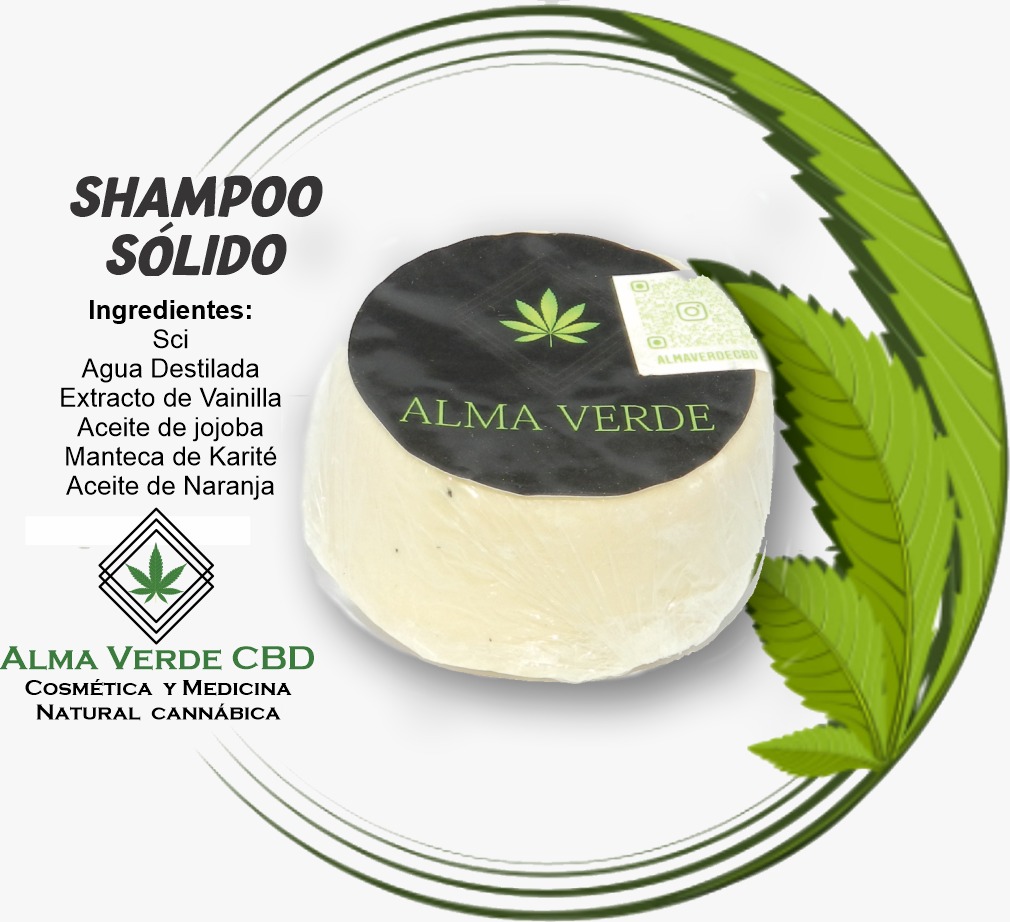 SHAMPOO
SÓLIDO
Ingredientes:
Sci
Agua Destilada
Extracto de Vainilla
Aceite de jojoba
Manteca de Karité
Aceite de Naranja
ALMA VERDE CBD
COSMÉTICA Y MEDICINA
NATURAL CANNÁBICA
ALMAVERDECBD
ALMA VERDE